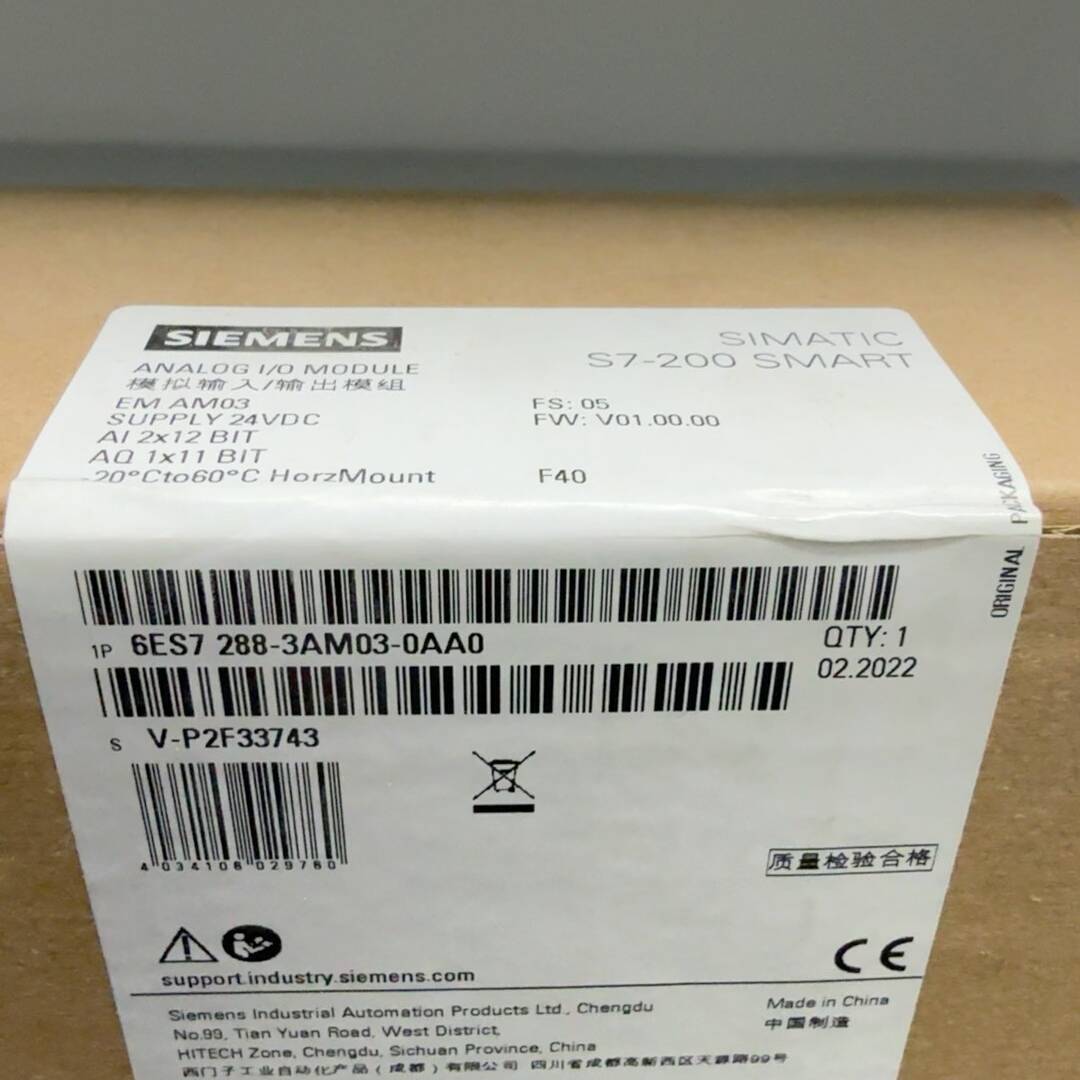 SIEMENS
SIMATIC
S7-200 SMART
ANALOG I/O MODULE
模拟输入/输出模组
EM AM03
SUPPLY 24VDC
AI 2x12 BIT
AQ 1x11 BIT
-20°Cto60°C HorzMount
FS: 05
FW: V01.00.00
F40
ORIGINAL PACKAGING
1P 6ES7 288-3AM03-0AA0
QTY: 1
02.2022
S V-P2F33743
4 034106 029760
质量检验合格
CE
support.industry.siemens.com
Siemens Industrial Automation Products Ltd., Chengdu
No.99, Tian Yuan Road, West District,
HITECH Zone, Chengdu, Sichuan Province, China
西门子工业自动化产品（成都）有限公司 四川省成都高新西区天源路99号
Made in China
中国制造